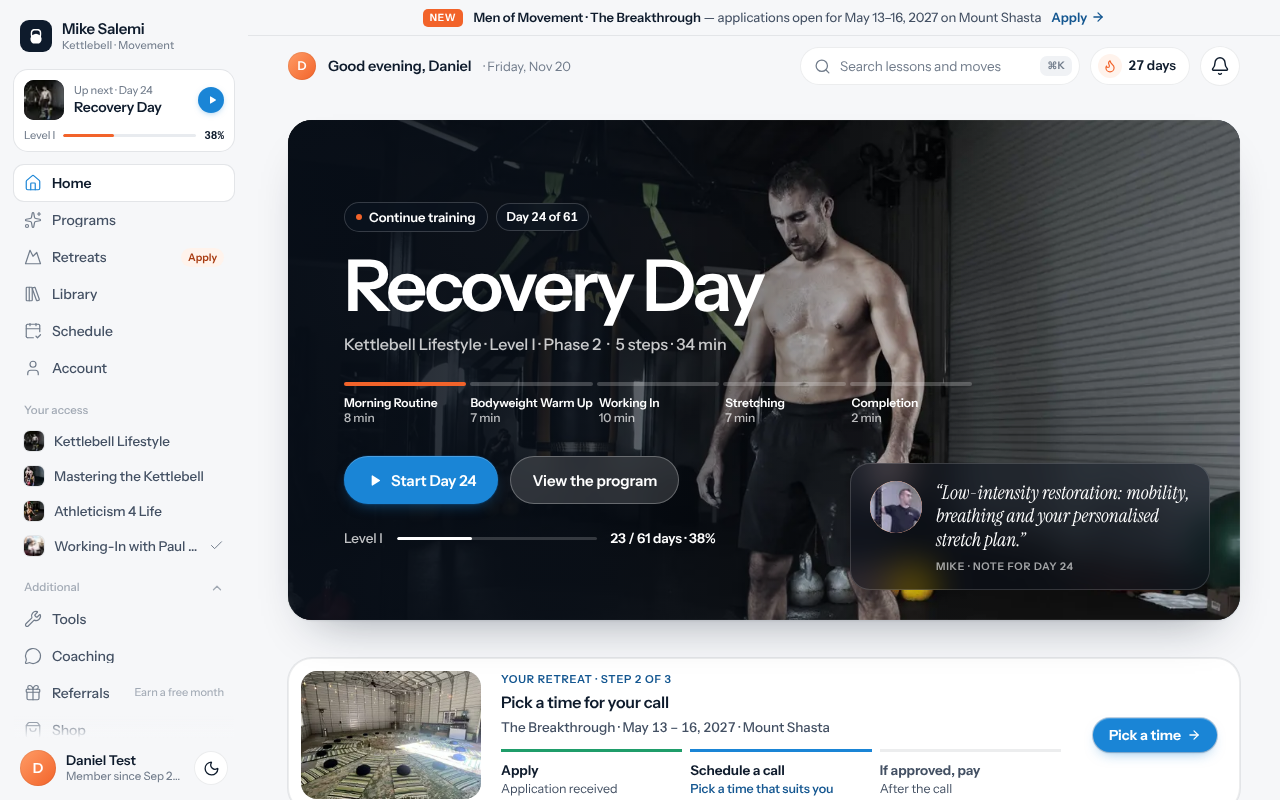 NEW Men of Movement · The Breakthrough — applications open for May 13–16, 2027 on Mount Shasta Apply →
Mike Salemi
Kettlebell · Movement
Up next · Day 24
Recovery Day
Level I 38%
Home
Programs
Retreats Apply
Library
Schedule
Account
Your access
Kettlebell Lifestyle
Mastering the Kettlebell
Athleticism 4 Life
Working-In with Paul ...
Additional
Tools
Coaching
Referrals Earn a free month
Shop
D
Daniel Test
Member since Sep 2...
D Good evening, Daniel · Friday, Nov 20
Search lessons and moves ⌘K
27 days
Continue training
Day 24 of 61
Recovery Day
Kettlebell Lifestyle · Level I · Phase 2 · 5 steps · 34 min
Morning Routine Bodyweight Warm Up Working In Stretching Completion
8 min 7 min 10 min 7 min 2 min
Start Day 24
View the program
Level I 23 / 61 days · 38%
“Low-intensity restoration: mobility,
breathing and your personalised
stretch plan.”
MIKE · NOTE FOR DAY 24
YOUR RETREAT · STEP 2 OF 3
Pick a time for your call
The Breakthrough · May 13 – 16, 2027 · Mount Shasta
Apply Schedule a call If approved, pay
Application received Pick a time that suits you After the call
Pick a time →